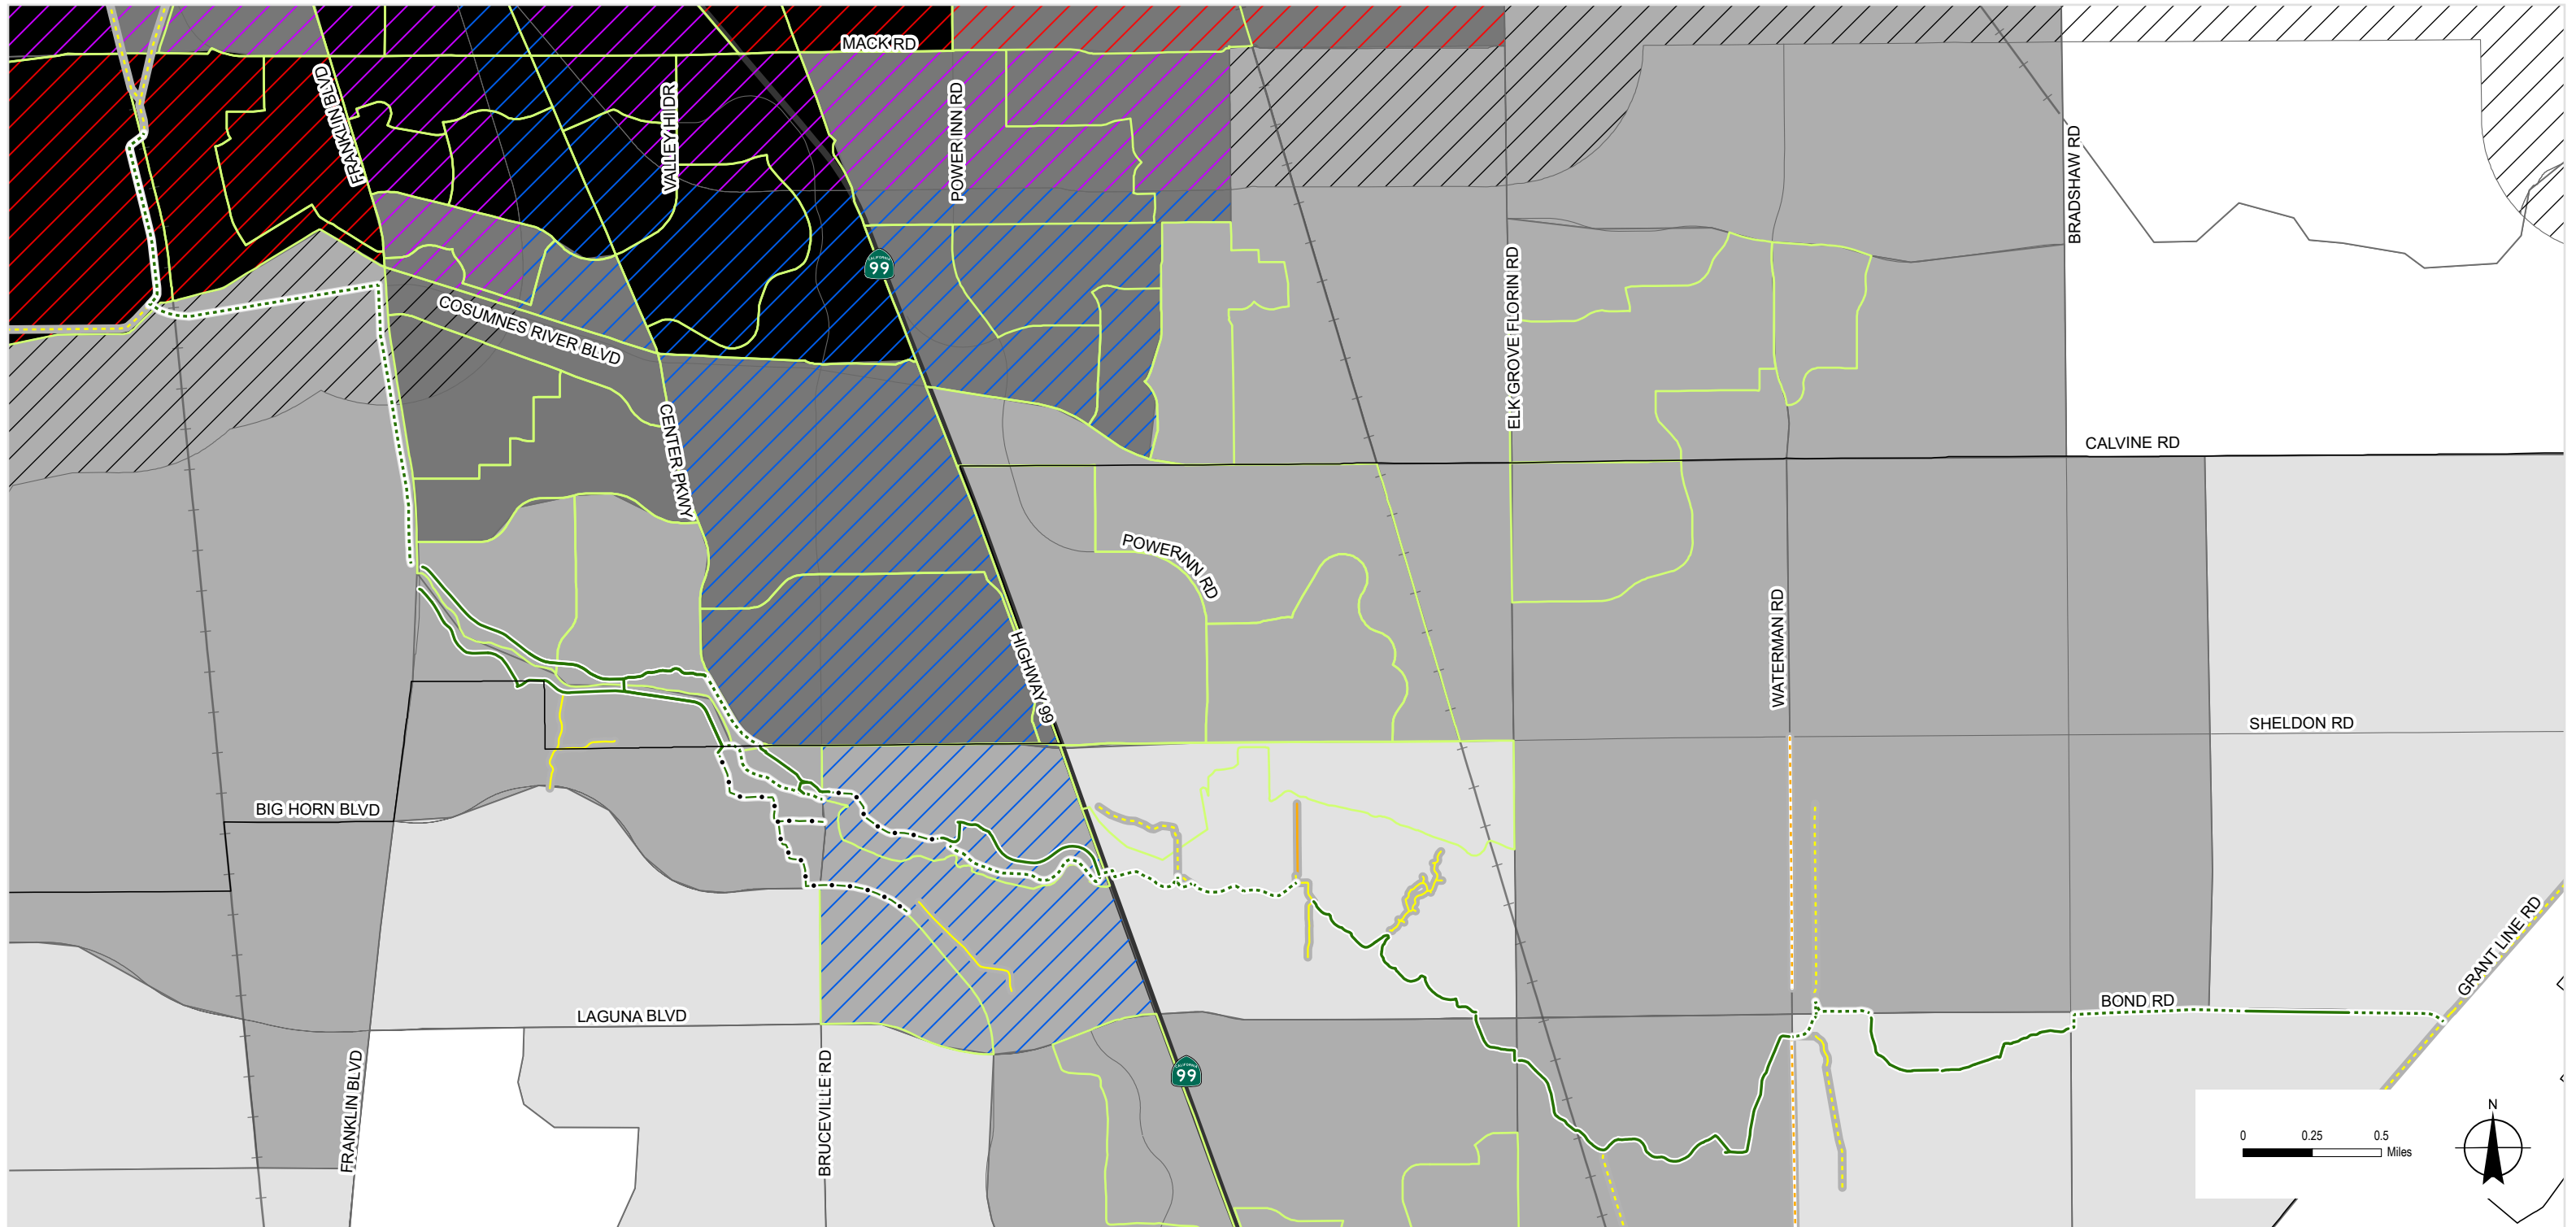 MACK RD
FRANKLIN BLVD
VALLEY HI DR
POWER INN RD
BRADSHAW RD
CALIFORNIA
99
ELK GROVE FLORIN RD
COSUMNES RIVER BLVD
CENTER PKWY
CALVINE RD
POWER INN RD
WATERMAN RD
HIGHWAY 99
SHELDON RD
BIG HORN BLVD
GRANT LINE RD
BOND RD
LAGUNA BLVD
FRANKLIN BLVD
BRUCEVILLE RD
CALIFORNIA
99
N
0 0.25 0.5
Miles